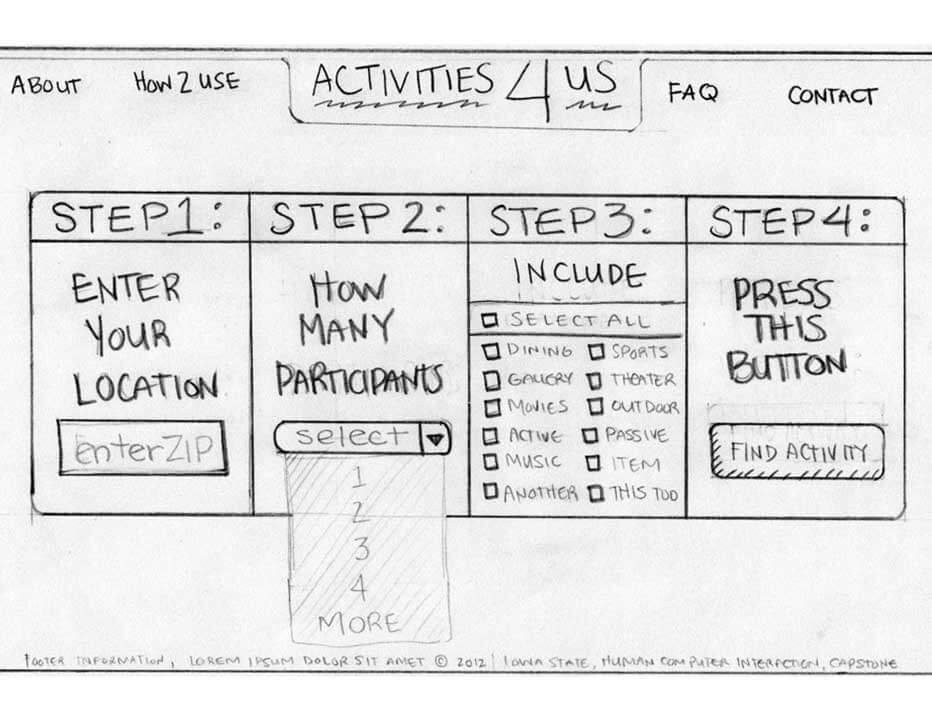 ABOUT
HOW 2 USE
ACTIVITIES 4 US
FAQ
CONTACT
STEP 1:
ENTER
YOUR
LOCATION
enter ZIP
STEP 2:
HOW
MANY
PARTICIPANTS
select
1
2
3
4
MORE
STEP 3:
INCLUDE
SELECT ALL
DINING
SPORTS
GALLERY
THEATER
MOVIES
OUTDOOR
ACTIVE
PASSIVE
MUSIC
ITEM
ANOTHER
THIS TOO
STEP 4:
PRESS
THIS
BUTTON
FIND ACTIVITY
FOOTER INFORMATION, LOREM IPSUM DOLOR SIT AMET © 2012 | IOWA STATE, HUMAN COMPUTER INTERACTION, CAPSTONE